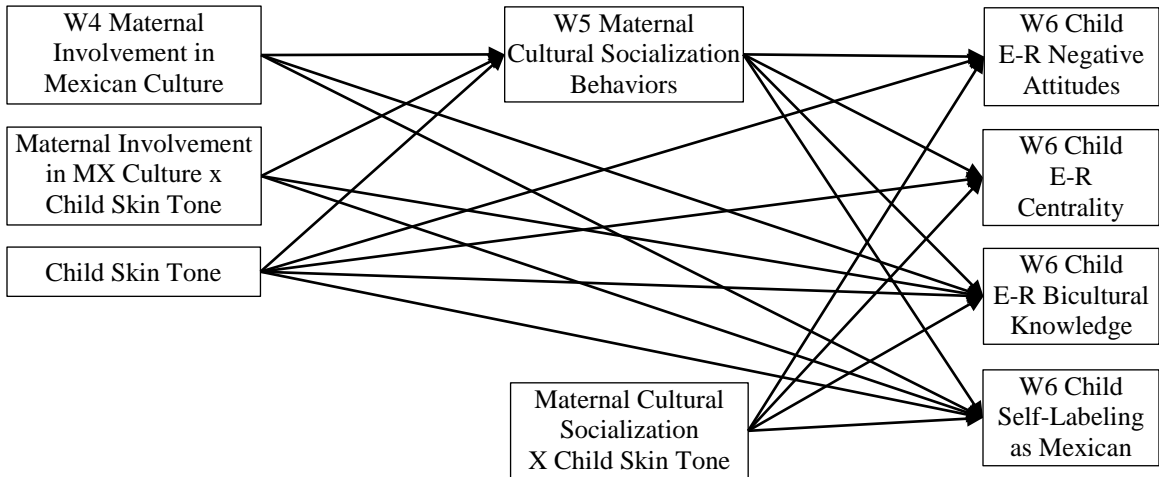 W4 Maternal
Involvement in
Mexican Culture
Maternal Involvement
in MX Culture x
Child Skin Tone
Child Skin Tone
W5 Maternal
Cultural Socialization
Behaviors
Maternal Cultural
Socialization
X Child Skin Tone
W6 Child
E-R Negative
Attitudes
W6 Child
E-R
Centrality
W6 Child
E-R Bicultural
Knowledge
W6 Child
Self-Labeling
as Mexican